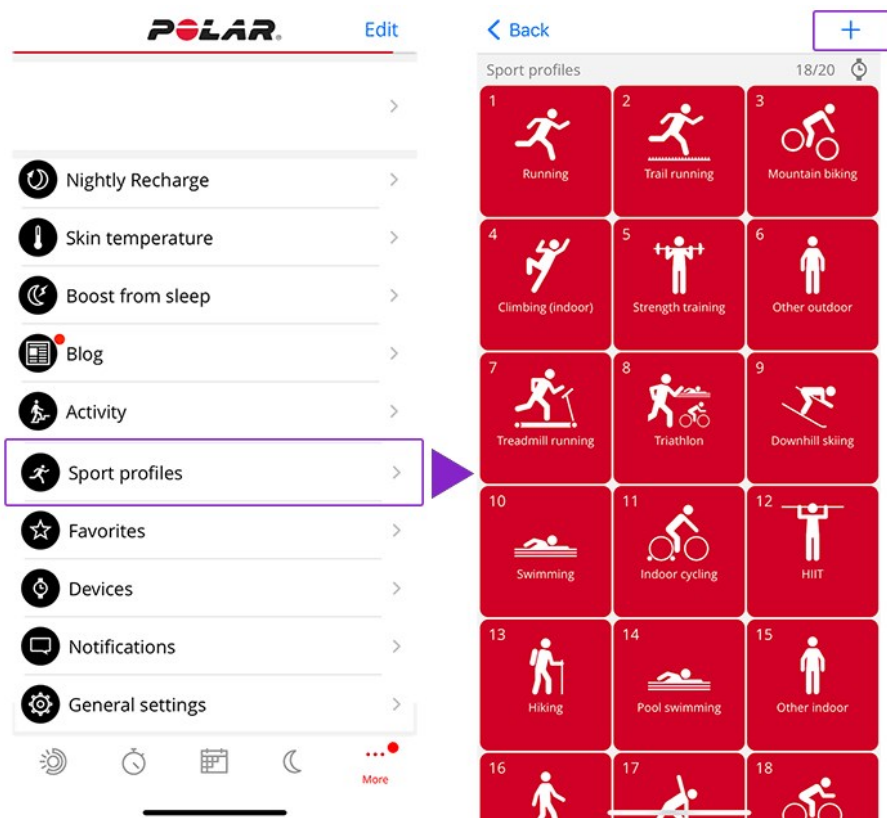 POLAR.
Edit
Nightly Recharge
Skin temperature
Boost from sleep
Blog
Activity
Sport profiles
Favorites
Devices
Notifications
General settings
More
Back
+
Sport profiles 18/20
1 2 3
Running Trail running Mountain biking
4 5 6
Climbing (indoor) Strength training Other outdoor
7 8 9
Treadmill running Triathlon Downhill skiing
10 11 12
Swimming Indoor cycling HIIT
13 14 15
Hiking Pool swimming Other indoor
16 17 18